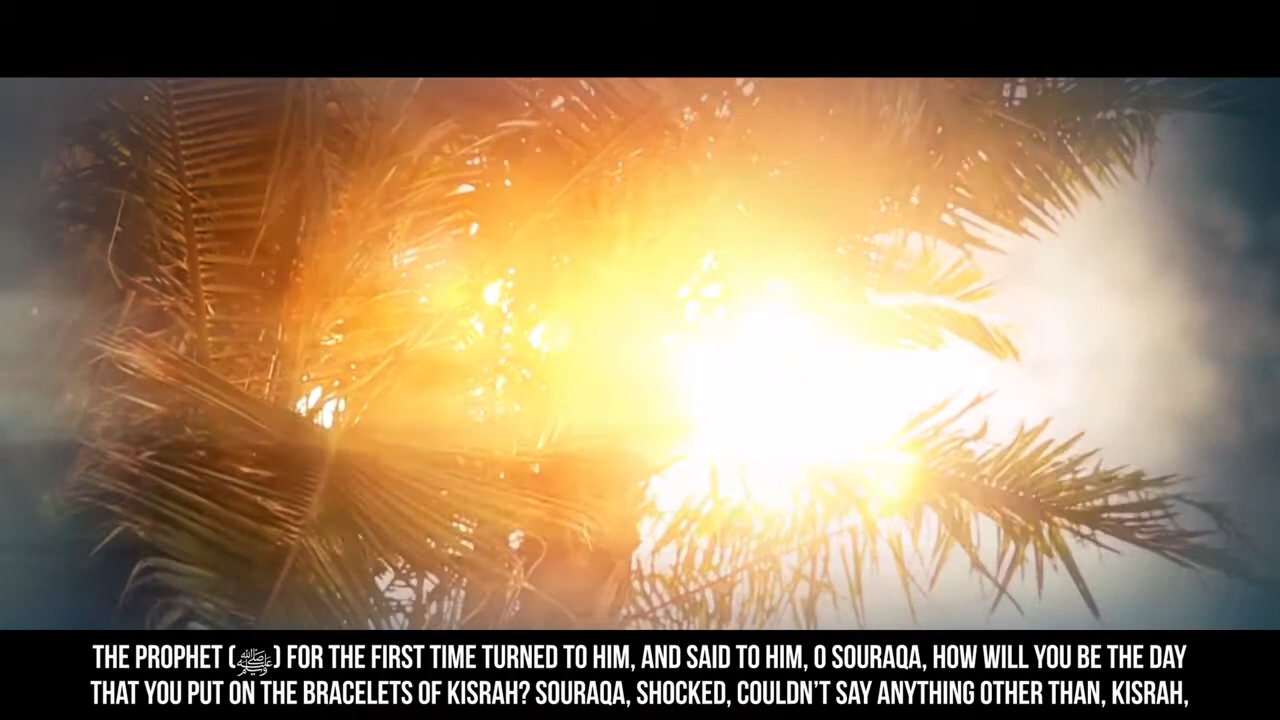 THE PROPHET (ﷺ) FOR THE FIRST TIME TURNED TO HIM, AND SAID TO HIM, O SOURAQA, HOW WILL YOU BE THE DAY
THAT YOU PUT ON THE BRACELETS OF KISRAH? SOURAQA, SHOCKED, COULDN'T SAY ANYTHING OTHER THAN, KISRAH,